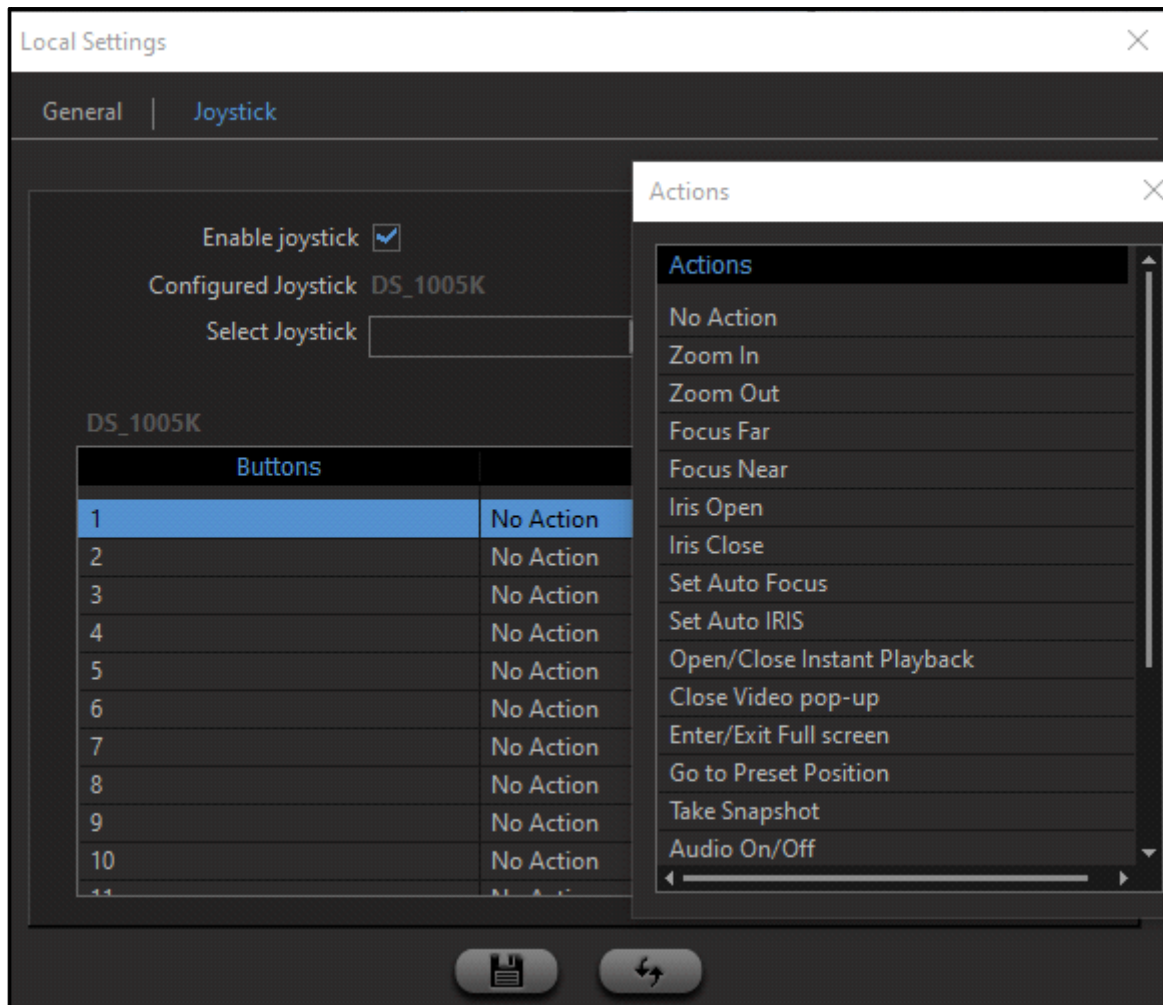 Local Settings
General | Joystick
Enable joystick
Configured Joystick DS_1005K
Select Joystick
DS_1005K
Buttons
1 No Action
2 No Action
3 No Action
4 No Action
5 No Action
6 No Action
7 No Action
8 No Action
9 No Action
10 No Action
Actions
Actions
No Action
Zoom In
Zoom Out
Focus Far
Focus Near
Iris Open
Iris Close
Set Auto Focus
Set Auto IRIS
Open/Close Instant Playback
Close Video pop-up
Enter/Exit Full screen
Go to Preset Position
Take Snapshot
Audio On/Off